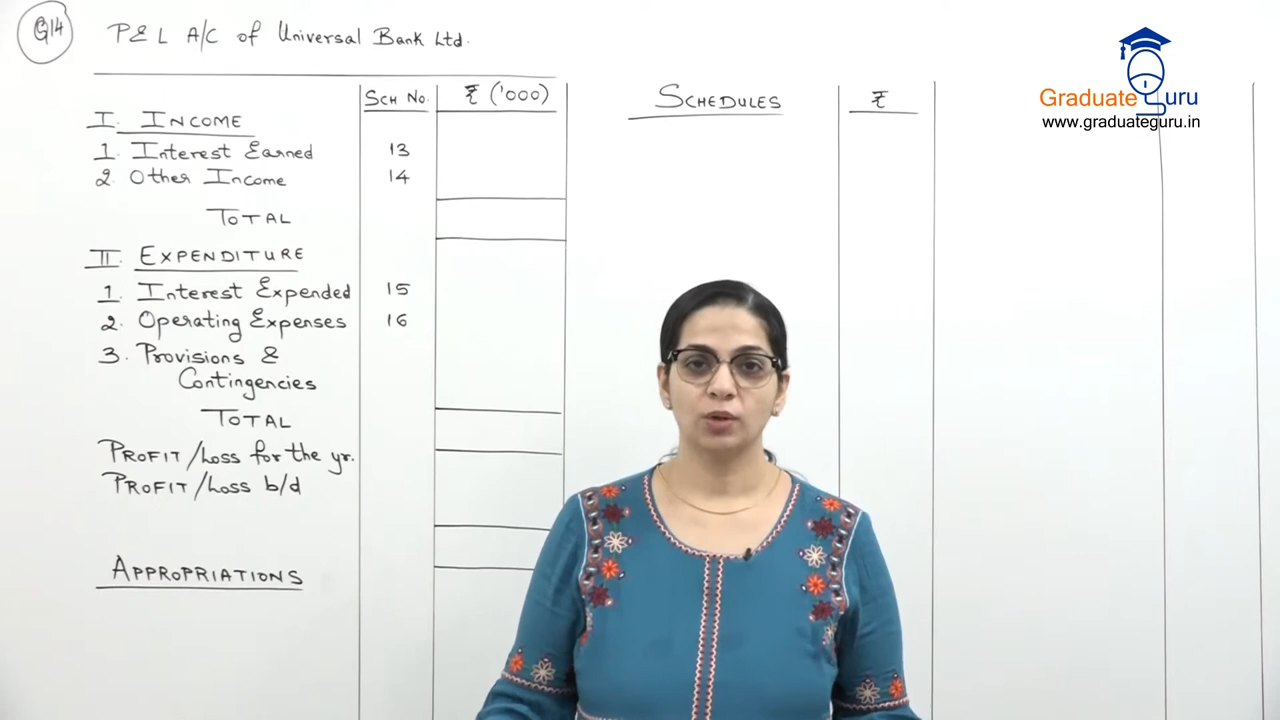 Q14
P&L A/C of Universal Bank Ltd.
SCH NO.
₹ ('000)
SCHEDULES
₹
I. INCOME
1. Interest Earned 13
2. Other Income 14
TOTAL
II. EXPENDITURE
1. Interest Expended 15
2. Operating Expenses 16
3. Provisions &
Contingencies
TOTAL
PROFIT/Loss for the yr.
PROFIT/Loss b/d
APPROPRIATIONS
Graduate Guru
www.graduateguru.in